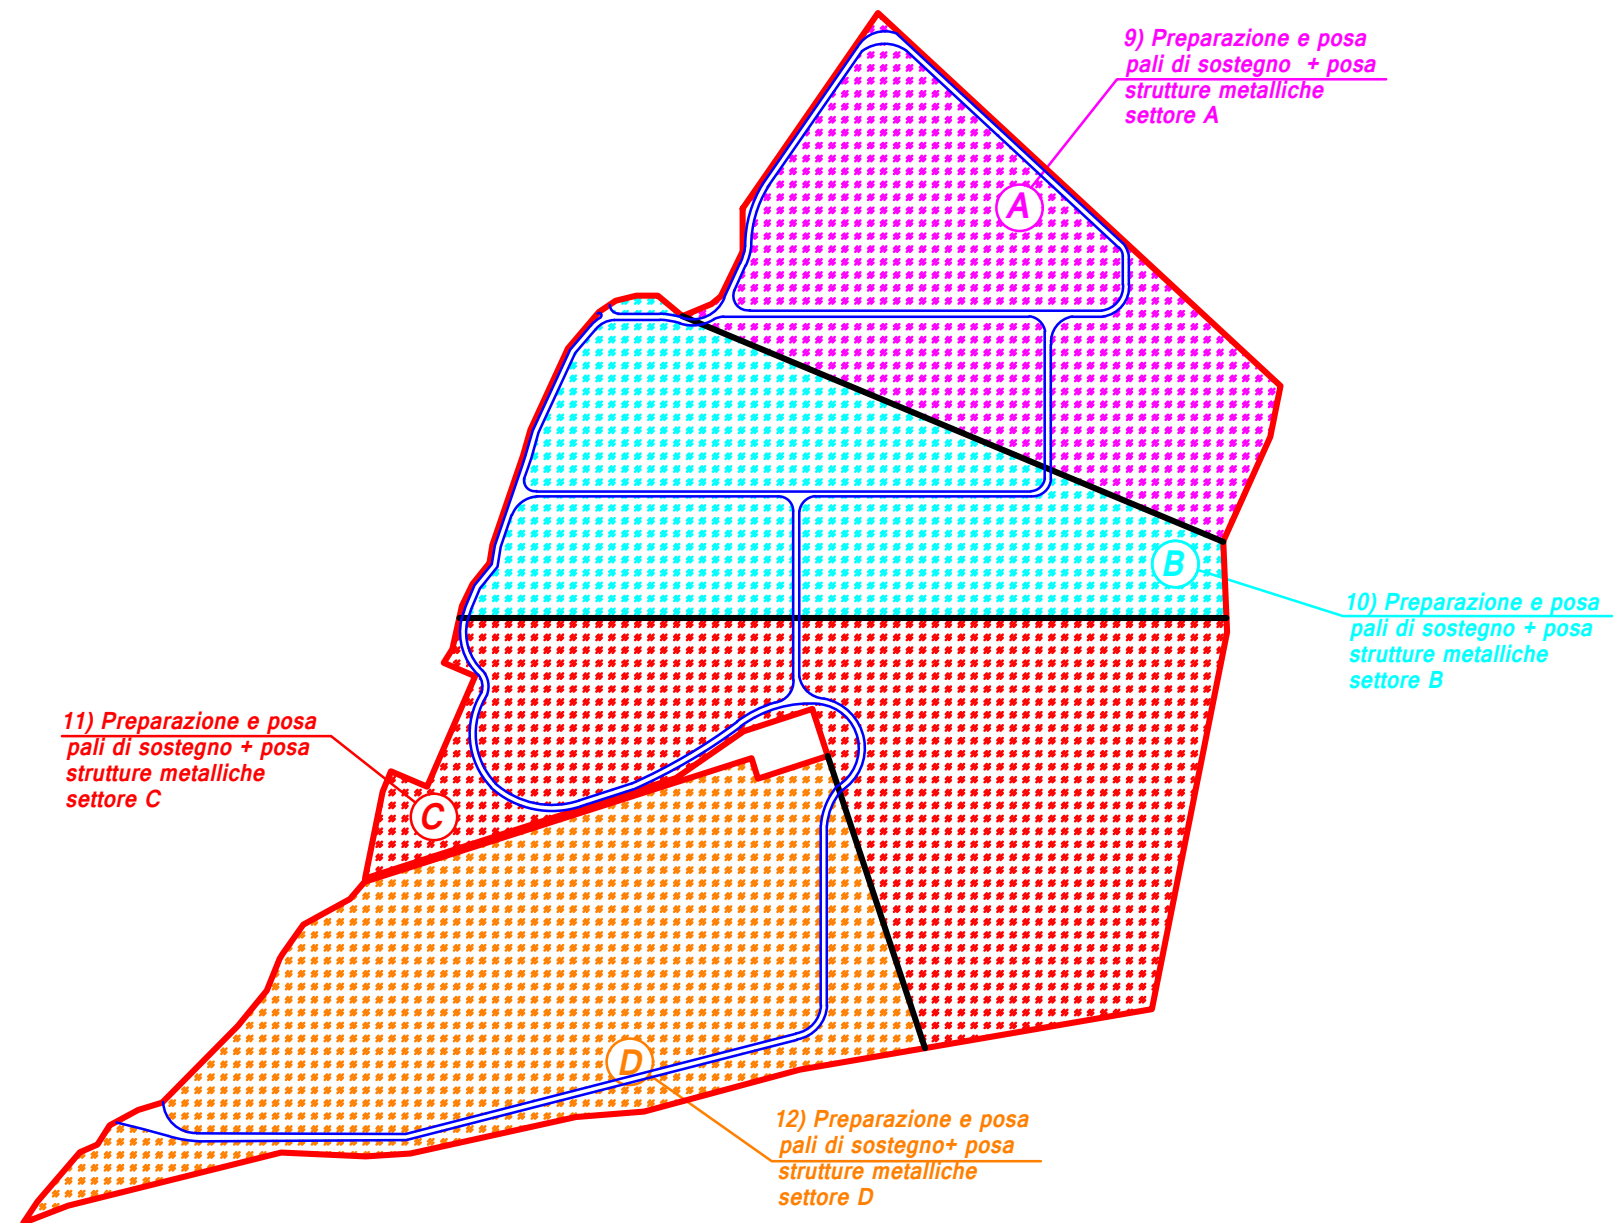 9) Preparazione e posa
pali di sostegno + posa
strutture metalliche
settore A
A
B
10) Preparazione e posa
pali di sostegno + posa
strutture metalliche
settore B
11) Preparazione e posa
pali di sostegno + posa
strutture metalliche
settore C
C
D
12) Preparazione e posa
pali di sostegno+ posa
strutture metalliche
settore D